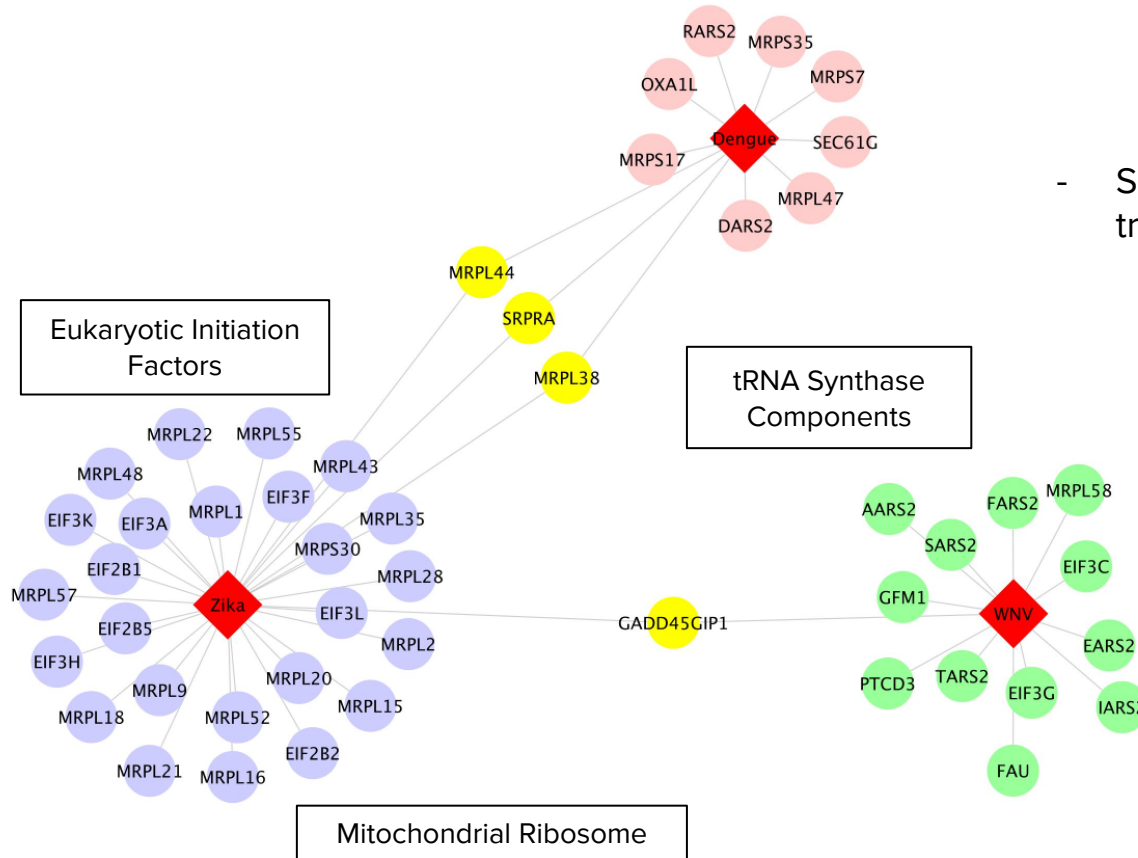 RARS2
MRPS35
OXA1L
MRPS7
Dengue
SEC61G
MRPS17
MRPL47
DARS2
-
MRPL44
SRPRA
MRPL38
Eukaryotic Initiation
Factors
tRNA Synthase
Components
MRPL22
MRPL55
MRPL48
MRPL43
EIF3F
EIF3K
EIF3A
MRPL1
MRPL35
MRPS30
EIF2B1
MRPL28
MRPL57
Zika
EIF3L
EIF2B5
MRPL2
EIF3H
MRPL9
MRPL20
MRPL18
MRPL52
MRPL15
EIF2B2
MRPL21
MRPL16
GADD45GIP1
AARS2
FARS2
MRPL58
SARS2
EIF3C
GFM1
WNV
EARS2
PTCD3
TARS2
EIF3G
FAU
Mitochondrial Ribosome